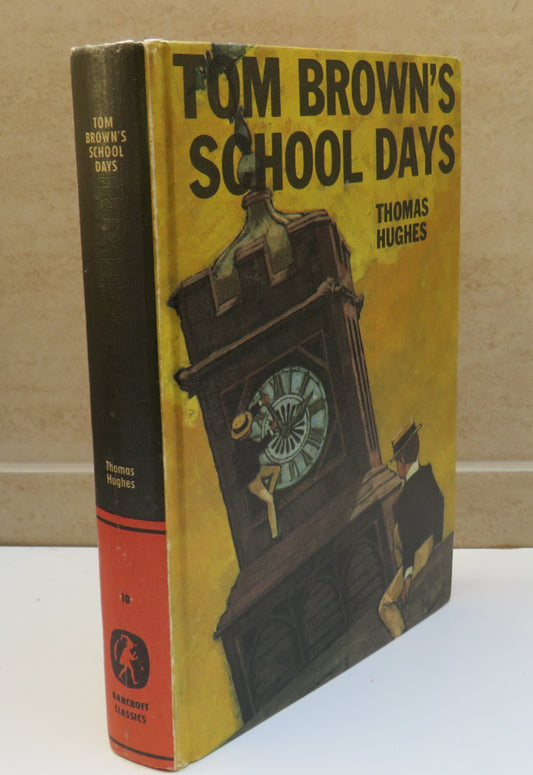 TOM
BROWN'S
SCHOOL
DAYS
Thomas
Hughes
·10·
BANCROFT
CLASSICS
TOM BROWN'S
SCHOOL DAYS
THOMAS
HUGHES